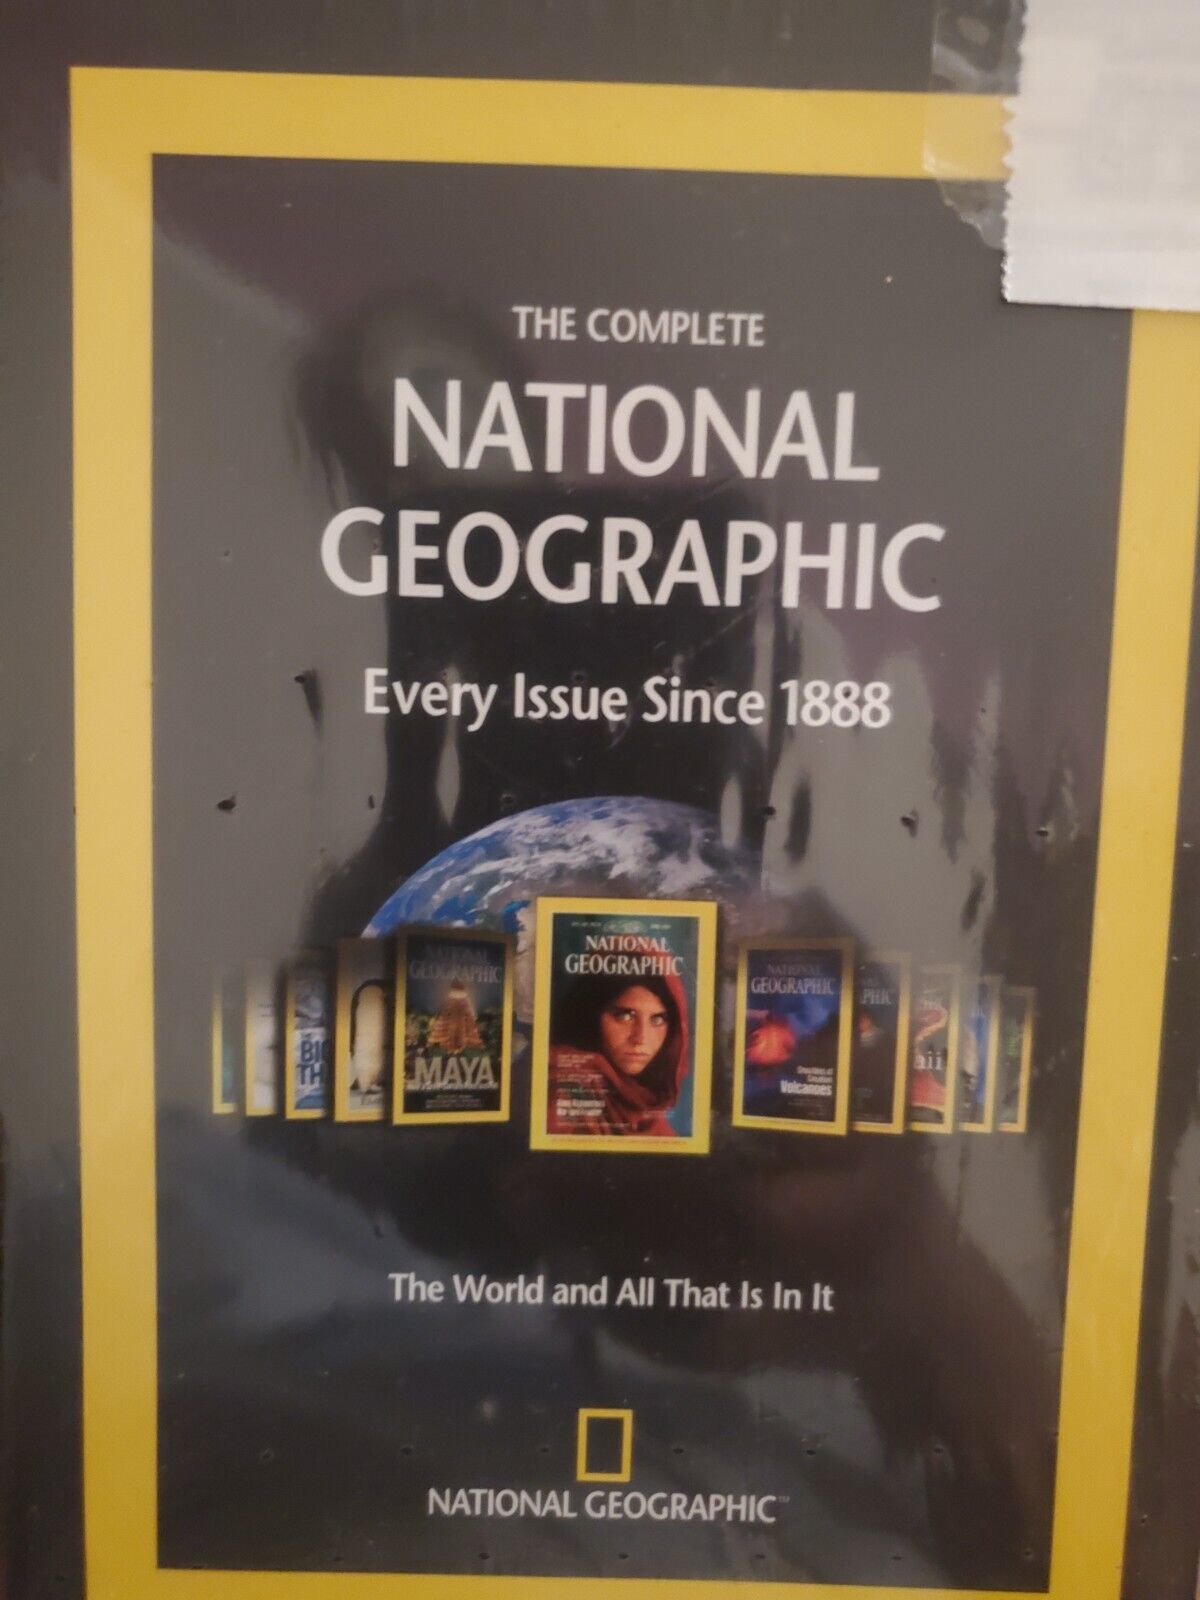 THE COMPLETE
NATIONAL
GEOGRAPHIC
Every Issue Since 1888
NATIONAL
GEOGRAPHIC
MAYA
NATIONAL
GEOGRAPHIC
NATIONAL
GEOGRAPHIC
Volcanoes
The World and All That Is In It
NATIONAL GEOGRAPHIC™